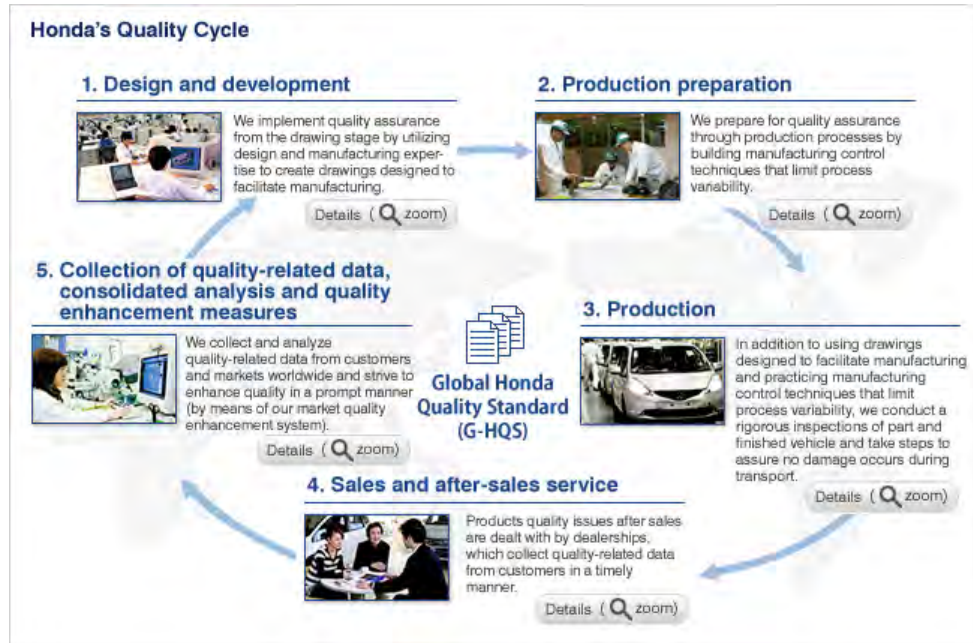 Honda's Quality Cycle
1. Design and development
We implement quality assurance
from the drawing stage by utilizing
design and manufacturing exper-
tise to create drawings designed to
facilitate manufacturing.
Details ( zoom)
2. Production preparation
We prepare for quality assurance
through production processes by
building manufacturing control
techniques that limit process
variability.
Details ( zoom)
3. Production
In addition to using drawings
designed to facilitate manufacturing
and practicing manufacturing
control techniques that limit
process variability, we conduct a
rigorous inspections of part and
finished vehicle and take steps to
assure no damage occurs during
transport.
Details ( zoom)
4. Sales and after-sales service
Products quality issues after sales
are dealt with by dealerships,
which collect quality-related data
from customers in a timely
manner.
Details ( zoom)
5. Collection of quality-related data,
consolidated analysis and quality
enhancement measures
We collect and analyze
quality-related data from customers
and markets worldwide and strive to
enhance quality in a prompt manner
(by means of our market quality
enhancement system).
Details ( zoom)
Global Honda
Quality Standard
(G-HQS)